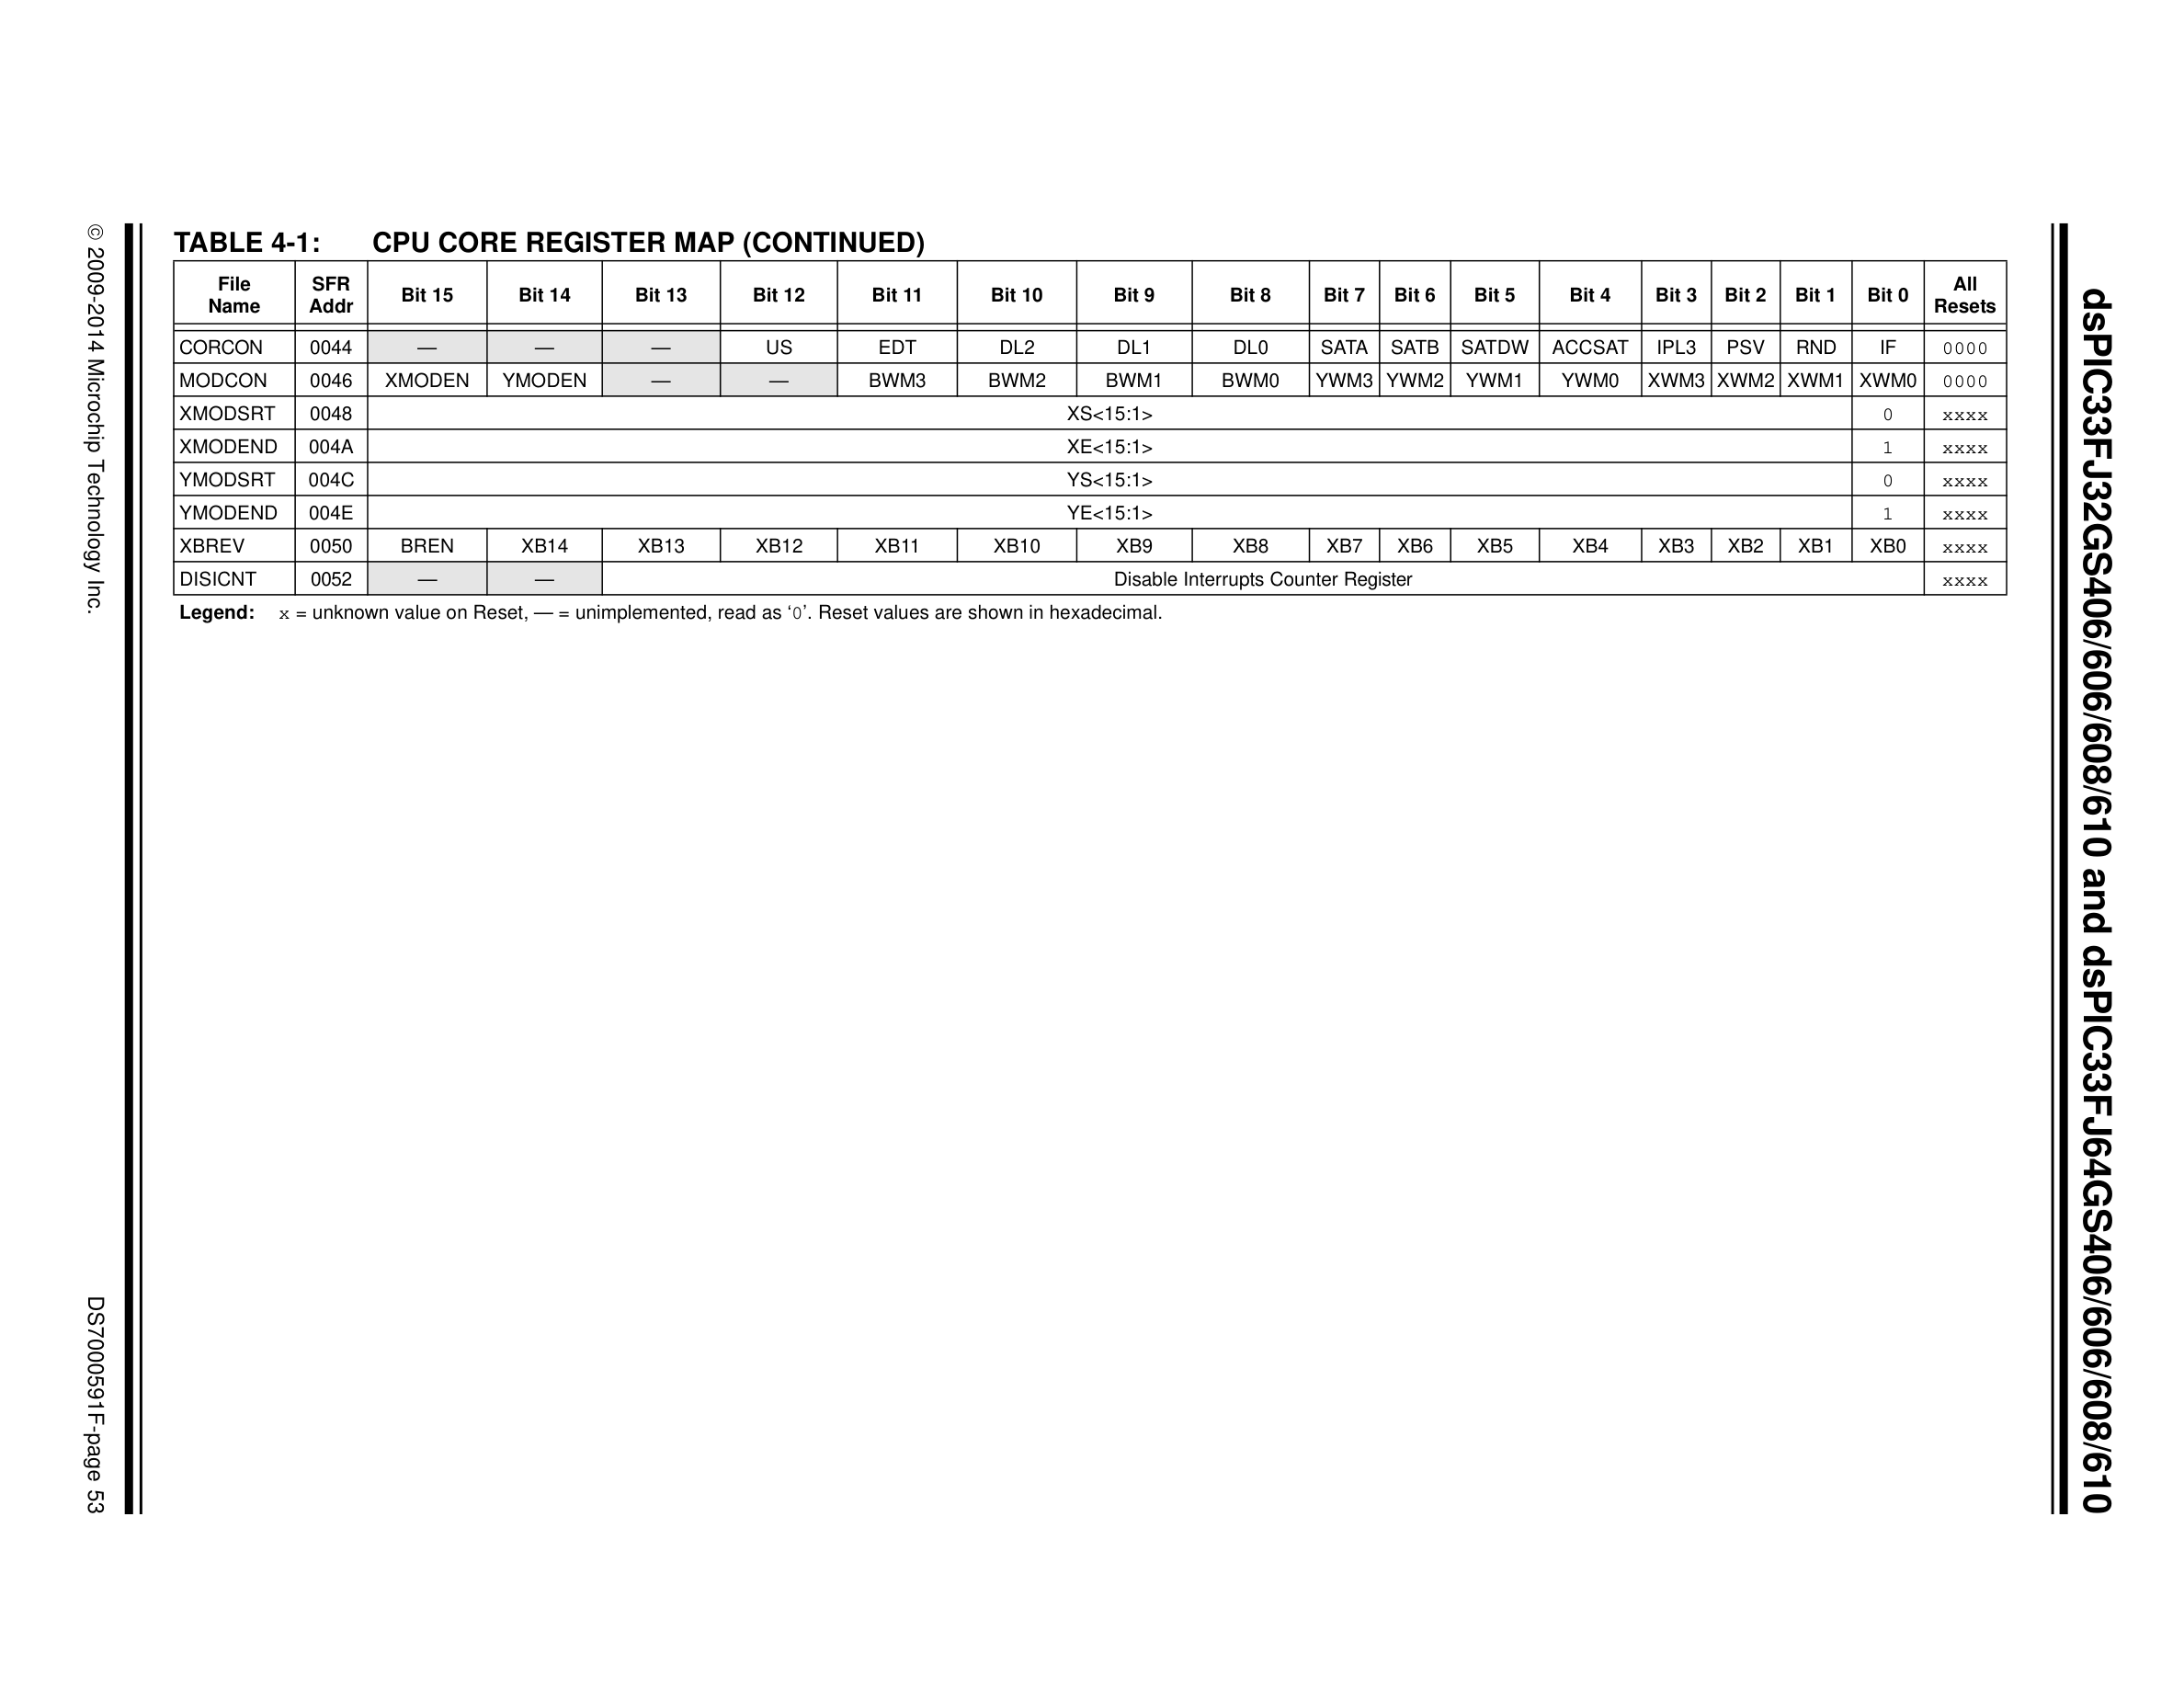 TABLE 4-1: CPU CORE REGISTER MAP (CONTINUED)
File Name SFR Addr Bit 15 Bit 14 Bit 13 Bit 12 Bit 11 Bit 10 Bit 9 Bit 8 Bit 7 Bit 6 Bit 5 Bit 4 Bit 3 Bit 2 Bit 1 Bit 0 All Resets
CORCON 0044 — — — US EDT DL2 DL1 DL0 SATA SATB SATDW ACCSAT IPL3 PSV RND IF 0000
MODCON 0046 XMODEN YMODEN — — BWM3 BWM2 BWM1 BWM0 YWM3 YWM2 YWM1 YWM0 XWM3 XWM2 XWM1 XWM0 0000
XMODSRT 0048 XS<15:1> 0 xxxx
XMODEND 004A XE<15:1> 1 xxxx
YMODSRT 004C YS<15:1> 0 xxxx
YMODEND 004E YE<15:1> 1 xxxx
XBREV 0050 BREN XB14 XB13 XB12 XB11 XB10 XB9 XB8 XB7 XB6 XB5 XB4 XB3 XB2 XB1 XB0 xxxx
DISICNT 0052 — — Disable Interrupts Counter Register xxxx
Legend: x = unknown value on Reset, — = unimplemented, read as ‘0’. Reset values are shown in hexadecimal.
dsPIC33FJ32GS406/606/608/610 and dsPIC33FJ64GS406/606/608/610
© 2009-2014 Microchip Technology Inc.
DS70000591F-page 53